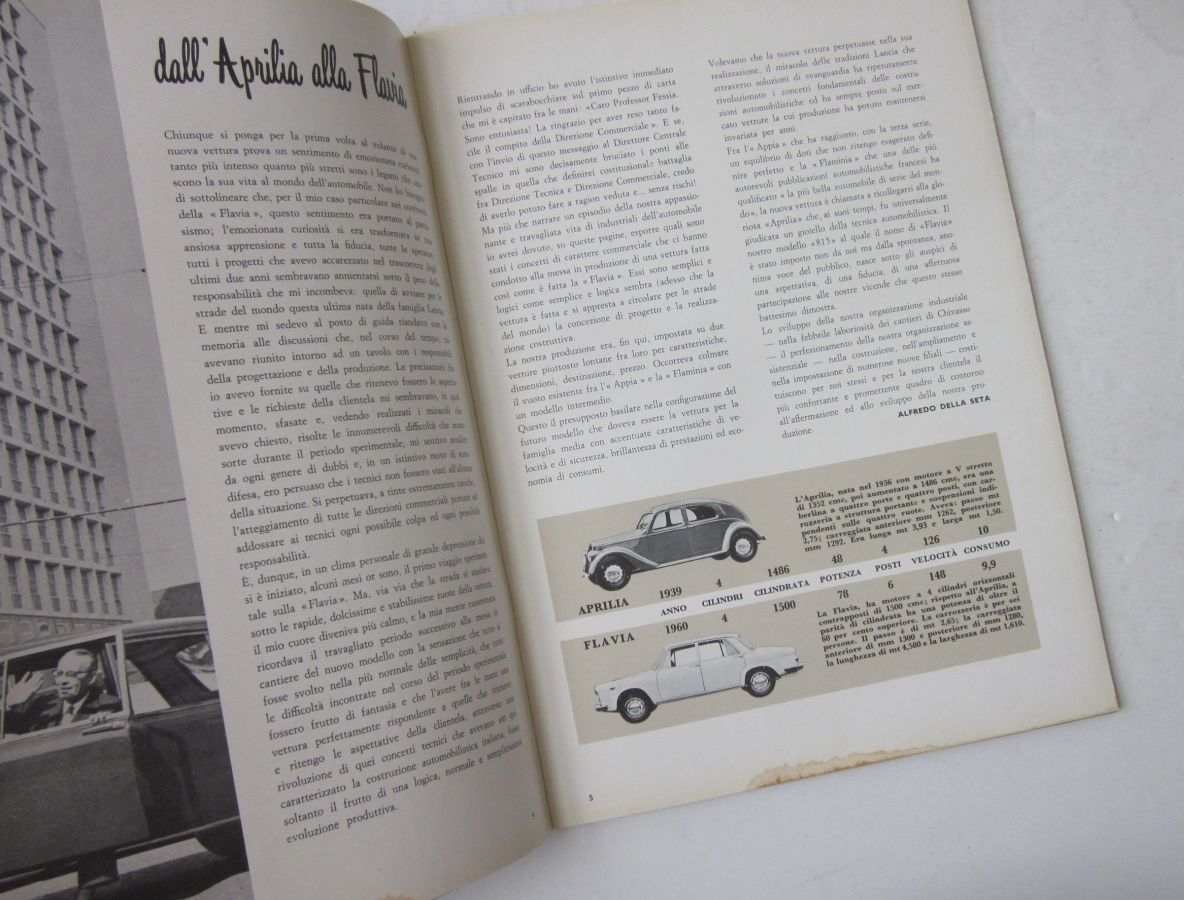 dall'Aprilia alla Flavia
Chiunque si ponga per la prima volta al volante di una
nuova vettura prova un sentimento di emozionata curiosità
tanto più intenso quanto più stretti sono i legami che
scono la sua vita al mondo dell'automobile. Non ho bisogno
di sottolineare che, per il mio caso particolare nei confronti
della « Flavia », questo sentimento era portato al
sismo; l'emozionata curiosità si era trasformata in una
ansiosa apprensione e tutta la fiducia, tutte le speranze,
tutti i progetti che avevo accarezzato nel trascorrere degli
ultimi due anni sembravano annientarsi sotto il peso della
responsabilità che mi incombeva: quella di avviare per le
strade del mondo questa ultima nata della famiglia Lancia.
E mentre mi sedevo al posto di guida riandavo con la
memoria alle discussioni che, nel corso del tempo, mi
avevano riunito intorno ad un tavolo con i responsabili
della progettazione e della produzione. Le precisazioni che
io avevo fornite su quelle che ritenevo fossero le aspetta-
tive e le richieste della clientela mi sembravano, in quel
momento, sfasate e, vedendo realizzati i miracoli che
avevo chiesto, risolte le innumerevoli difficoltà che erano
sorte durante il periodo sperimentale, mi sentivo assalire
da ogni genere di dubbi e, in un istintivo moto di auto
difesa, ero persuaso che i tecnici non fossero stati all'altezza
della situazione. Si perpetuava, a tinte estremamente cariche,
l'atteggiamento di tutte le direzioni commerciali portate ad
addossare ai tecnici ogni possibile colpa ed ogni possibile
responsabilità.
È, dunque, in un clima personale di grande depressione che
si è iniziato, alcuni mesi or sono, il primo viaggio sperimen-
tale sulla « Flavia ». Ma, via via che la strada si snodava
sotto le rapide, dolcissime e stabilissime ruote della vettura,
il mio cuore diveniva più calmo, e la mia mente rasserenata
ricordava il travagliato periodo successivo alla messa in
cantiere del nuovo modello con la sensazione che tutto si
fosse svolto nella più normale delle semplicità, che tutte
le difficoltà incontrate nel corso del periodo sperimentale
fossero frutto di fantasia e che l'avere fra le mani una
vettura perfettamente rispondente a quelle che ritenevo
e ritengo le aspettative della clientela, attraverso una
rivoluzione di quei concetti tecnici che avevano sin qui
caratterizzato la costruzione automobilistica italiana, fosse
soltanto il frutto di una logica, normale e semplicissima
evoluzione produttiva.
4
Rientrando in ufficio ho avuto l'istintivo immediato
impulso di scarabocchiare sul primo pezzo di carta
che mi è capitato fra le mani: «Caro Professor Fessia.
Sono entusiasta! La ringrazio per aver reso tanto fa-
cile il compito della Direzione Commerciale ». E se,
con l'invio di questo messaggio al Direttore Centrale
Tecnico mi sono decisamente bruciato i ponti alle
spalle in quella che definirei costituzionale: battaglia
fra Direzione Tecnica e Direzione Commerciale, credo
di averlo potuto fare a ragion veduta e... senza rischi!
Ma più che narrare un episodio della nostra appassio-
nante e travagliata vita di industriali dell'automobile
io avrei dovuto, su queste pagine, esporre quali sono
stati i concetti di carattere commerciale che ci hanno
condotto alla messa in produzione di una vettura fatta
così come è fatta la « Flavia ». Essi sono semplici e
logici come semplice e logica sembra (adesso che la
vettura è fatta e si appresta a circolare per le strade
del mondo) la concezione di progetto e la realizza-
zione costruttiva.
La nostra produzione era, fin qui, impostata su due
vetture piuttosto lontane fra loro per caratteristiche,
dimensioni, destinazione, prezzo. Occorreva colmare
il vuoto esistente fra l'« Appia » e la « Flaminia » con
un modello intermedio.
Questo il presupposto basilare nella configurazione del
futuro modello che doveva essere la vettura per la
famiglia media con accentuate caratteristiche di ve-
locità e di sicurezza, brillantezza di prestazioni ed eco-
nomia di consumi.
Volevamo che la nuova vettura perpetuasse nella sua
realizzazione, il miracolo delle tradizioni Lancia che
attraverso soluzioni di avanguardia ha ripetutamente
rivoluzionato i concetti fondamentali delle costru-
zioni automobilistiche ed ha sempre posto sul mer-
cato vetture la cui produzione ha potuto mantenersi
invariata per anni.
Fra l'« Appia » che ha raggiunto, con la terza serie,
un equilibrio di doti che non ritengo esagerato defi-
nire perfetto e la « Flaminia » che una delle più
autorevoli pubblicazioni automobilistiche francesi ha
qualificato « la più bella automobile di serie del mon-
do», la nuova vettura è chiamata a ricollegarsi alla glo-
riosa «Aprilia» che, ai suoi tempi, fu universalmente
giudicata un gioiello della tecnica automobilistica. Il
nostro modello «815» al quale il nome di «Flavia»
è stato imposto non da noi ma dalla spontanea, ano-
nima voce del pubblico, nasce sotto gli auspici di
una aspettativa, di una fiducia, di una affettuosa
partecipazione alle nostre vicende che questo stesso
battesimo dimostra.
Lo sviluppo della nostra organizzazione industriale
— nella febbrile laboriosità dei cantieri di Chivasso
— il perfezionamento della nostra organizzazione as-
sistenziale — nella costruzione, nell'ampliamento e
nella impostazione di numerose nuove filiali — costi-
tuiscono per noi stessi e per la nostra clientela il
più confortante e promettente quadro di contorno
all'affermazione ed allo sviluppo della nostra pro-
duzione.
ALFREDO DELLA SETA
L'Aprilia, nata nel 1936 con motore a V stretto
di 1352 cmc, poi aumentato a 1486 cmc, era una
berlina a quattro porte e quattro posti, con car-
rozzeria a struttura portante e sospensioni indi-
pendenti sulle quattro ruote. Aveva: passo mt
2,75; carreggiata anteriore mm 1262, posteriore
mm 1292. Era lunga mt 3,93 e larga mt 1,50.
APRILIA 1939 4 1486 48 4 126 10
ANNO CILINDRI CILINDRATA POTENZA POSTI VELOCITÀ CONSUMO
FLAVIA 1960 4 1500 78 6 148 9,9
La Flavia, ha motore a 4 cilindri orizzontali
contrapposti di 1500 cmc; rispetto all'Aprilia, a
parità di cilindrata ha una potenza di oltre il
60 per cento superiore. La carrozzeria è per sei
persone. Il passo è di mt 2,65; la carreggiata
anteriore di mm 1300 e posteriore di mm 1280,
la lunghezza di mt 4,580 e la larghezza di mt 1,610.
5